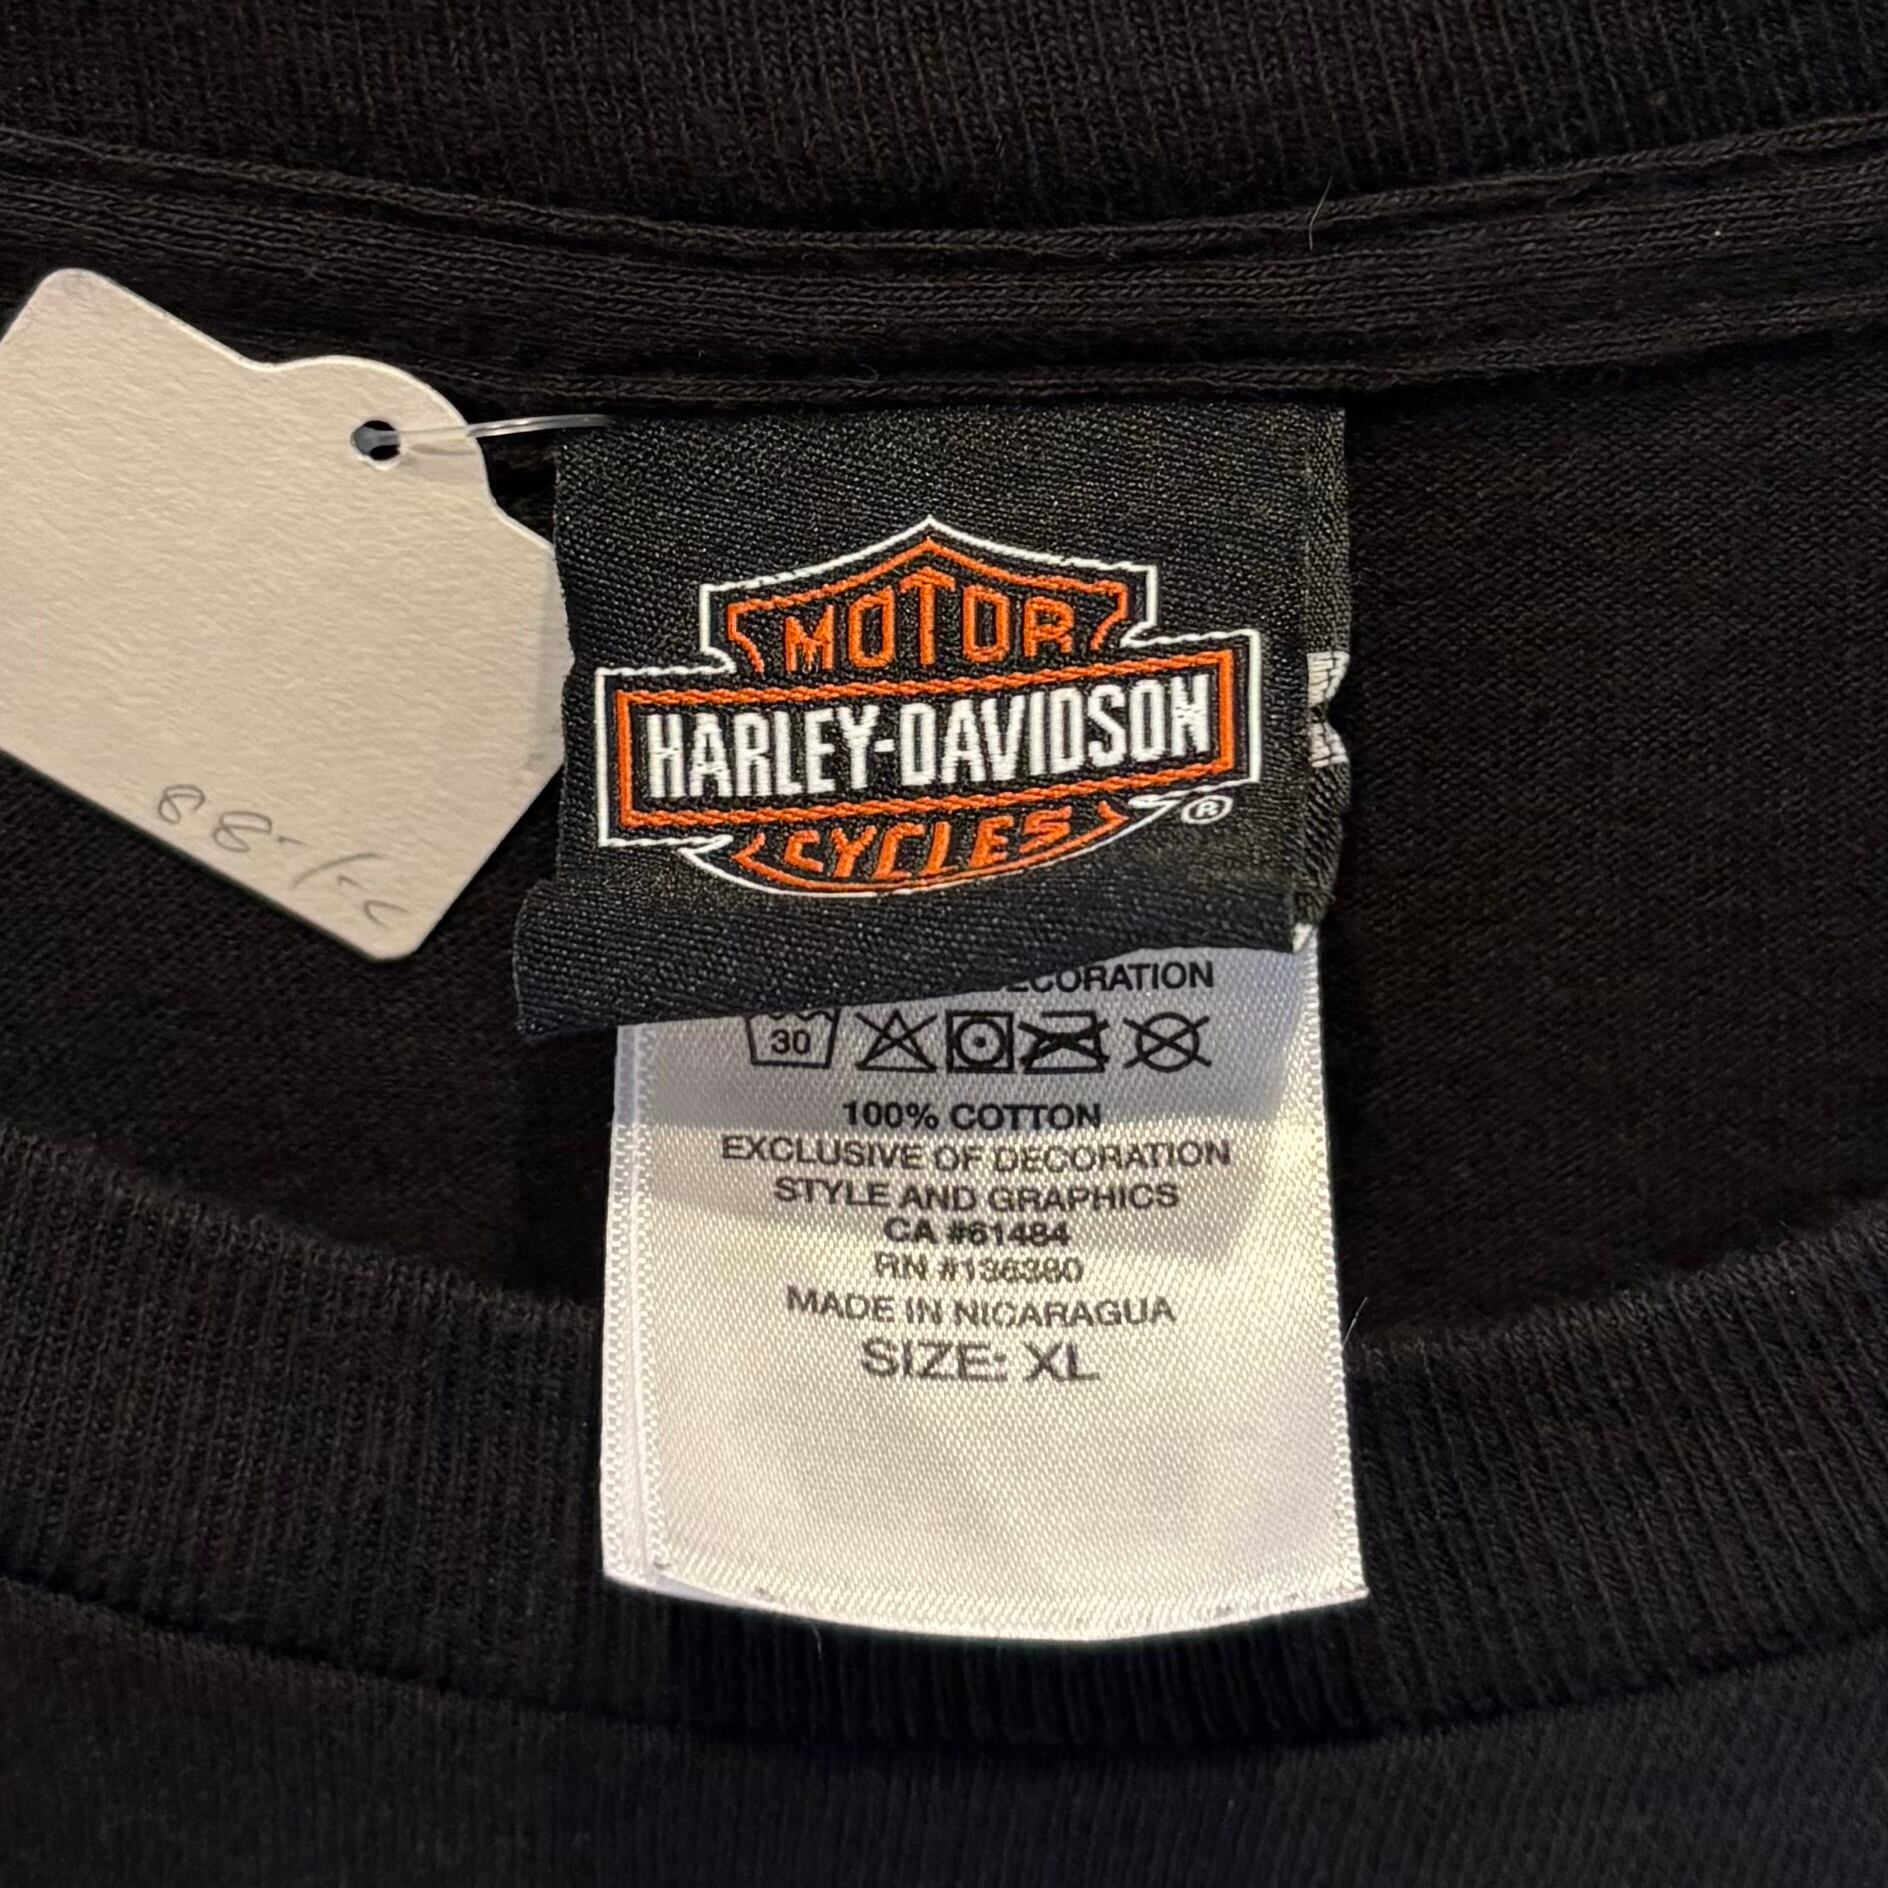 MOTOR
HARLEY-DAVIDSON
CYCLES ®
DECORATION
30
100% COTTON
EXCLUSIVE OF DECORATION
STYLE AND GRAPHICS
CA #61484
RN #136380
MADE IN NICARAGUA
SIZE: XL